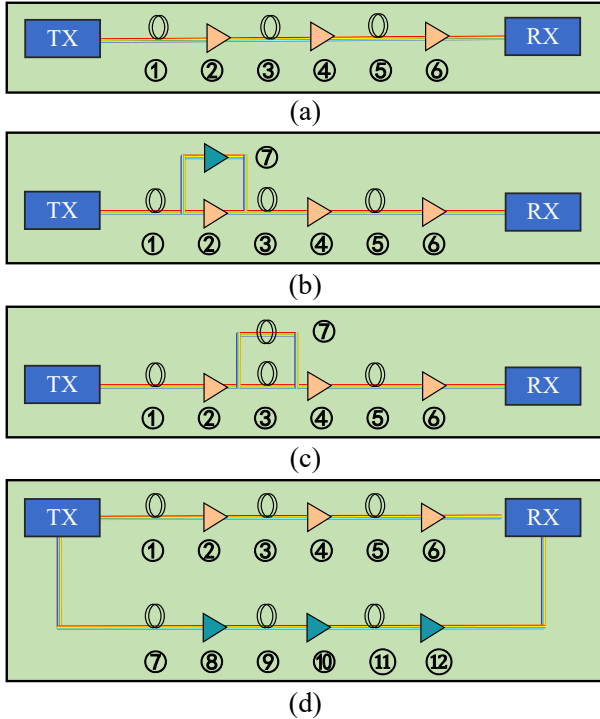 TX RX
① ② ③ ④ ⑤ ⑥
(a)
⑦
TX RX
① ② ③ ④ ⑤ ⑥
(b)
⑦
TX RX
① ② ③ ④ ⑤ ⑥
(c)
TX RX
① ② ③ ④ ⑤ ⑥
⑦ ⑧ ⑨ ⑩ ⑪ ⑫
(d)